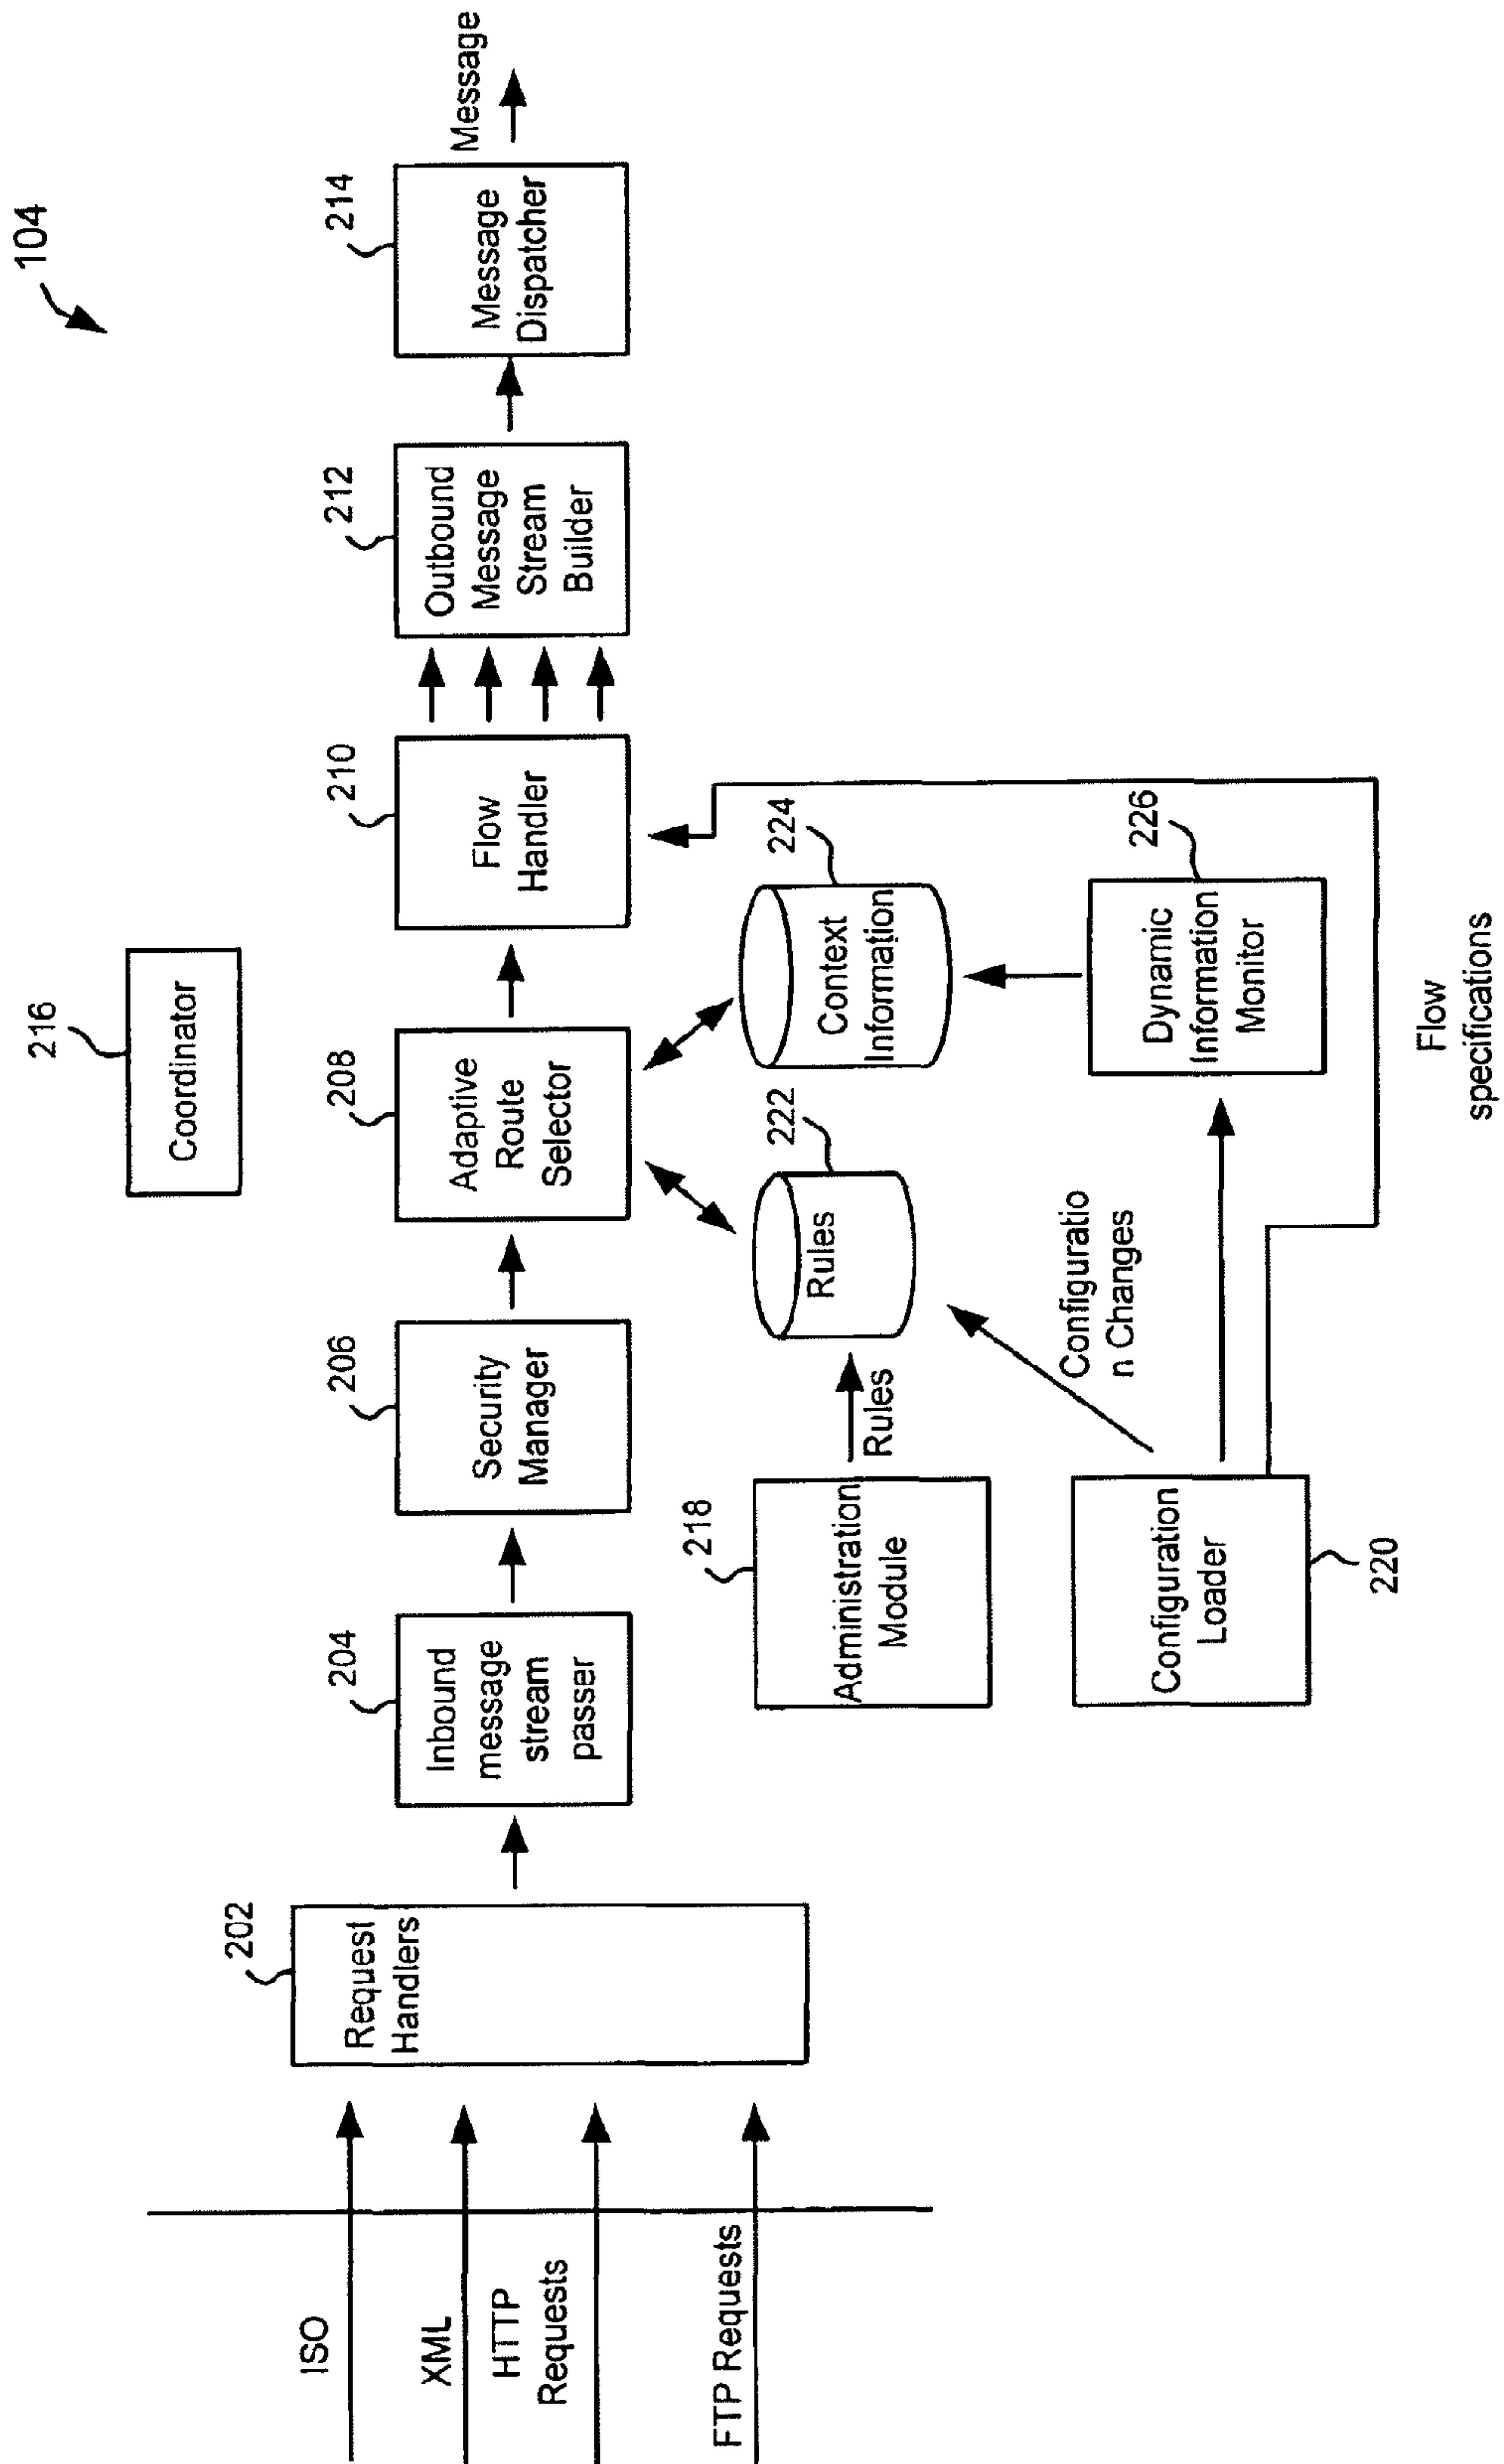 104
216
Coordinator
202
Request
Handlers
204
Inbound
message
stream
passer
206
Security
Manager
208
Adaptive
Route
Selector
210
Flow
Handler
212
Outbound
Message
Stream
Builder
214
Message
Dispatcher
Message
ISO
XML
HTTP
Requests
FTP Requests
218
Administration
Module
Rules
222
Rules
224
Context
Information
Configuratio
n Changes
226
Dynamic
Information
Monitor
Configuration
Loader
220
Flow
specifications